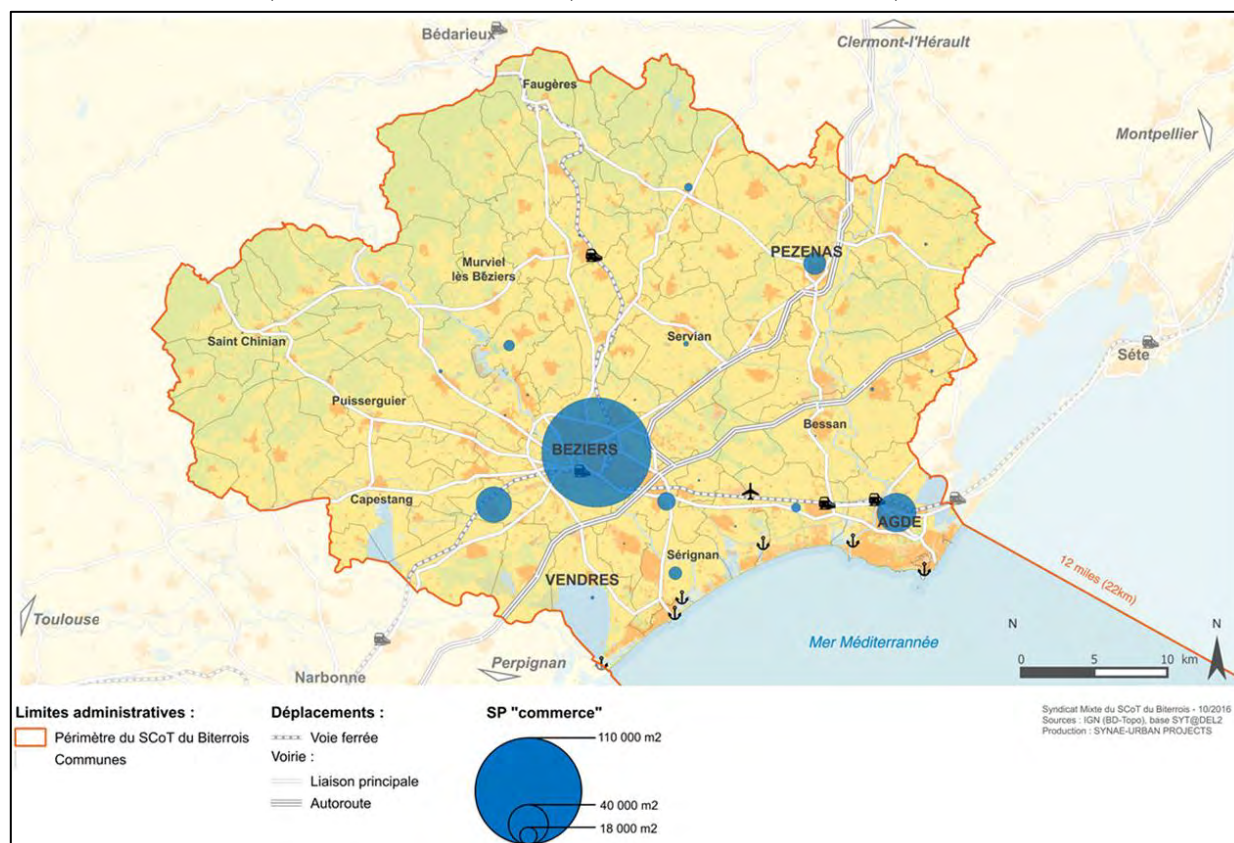 Bédarieux
Clermont-l'Hérault
Faugères
Montpellier
PEZENAS
Murviel
lès Béziers
Servian
Saint Chinian
Séte
Puisserguier
Bessan
BEZIERS
Capestang
AGDE
Sérignan
VENDRES
12 miles (22km)
Toulouse
Mer Méditerrannée
N
N
Perpignan
Narbonne
0 5 10 km
Limites administratives :
Périmètre du SCoT du Biterrois
Communes
Déplacements :
Voie ferrée
Voirie :
Liaison principale
Autoroute
SP "commerce"
110 000 m2
40 000 m2
18 000 m2
Syndicat Mixte du SCoT du Biterrois - 10/2016
Sources : IGN (BD-Topo), base SYT@DEL2
Production : SYNAE-URBAN PROJECTS